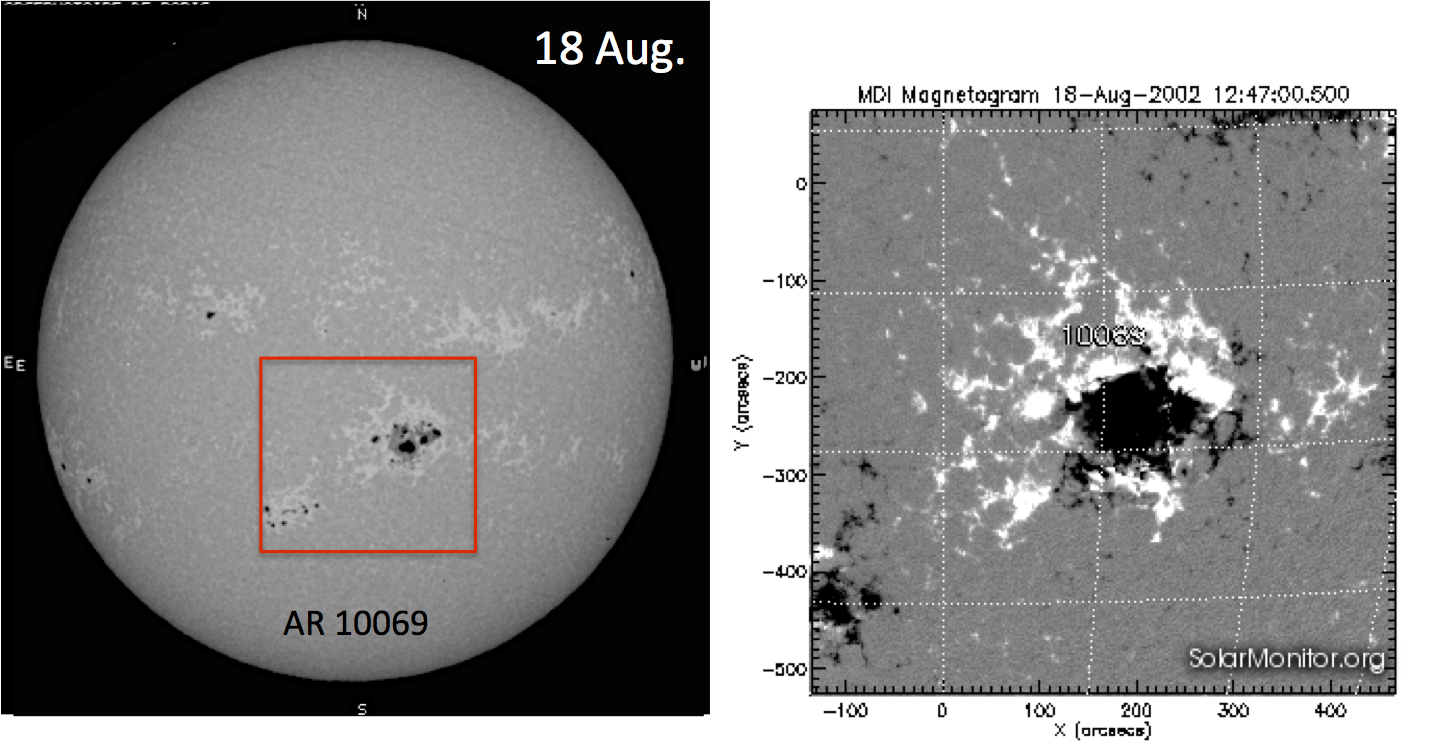 N
18 Aug.
E E
W
AR 10069
S
MDI Magnetogram 18-Aug-2002 12:47:00.500
10069
0
-100
-200
-300
-400
-500
Y (arcsecs)
SolarMonitor.org
-100 0 100 200 300 400
X (arcsecs)